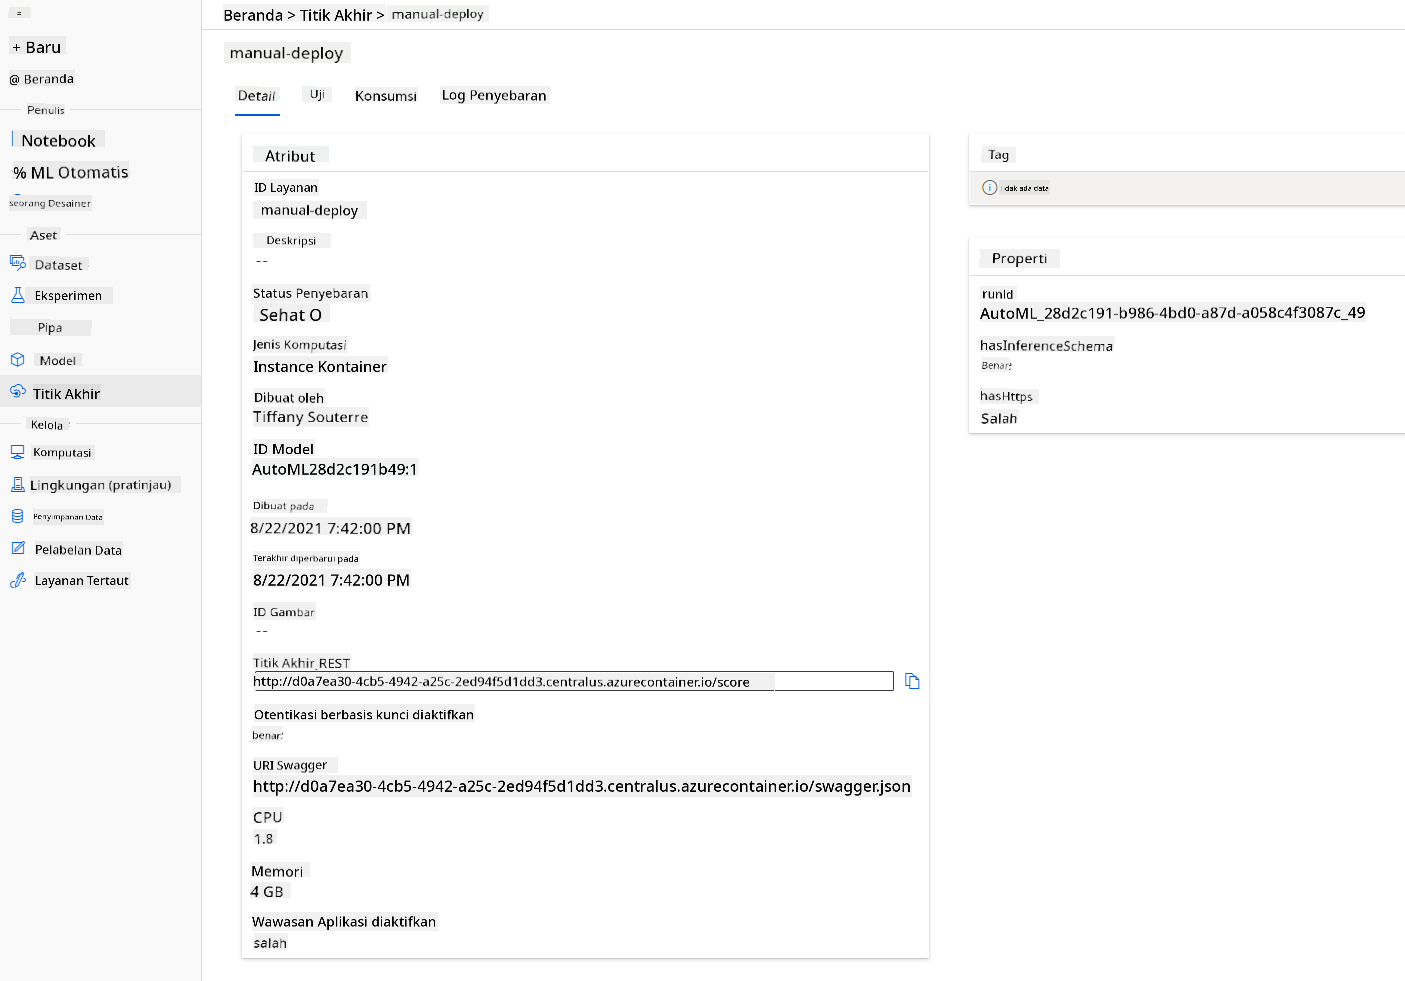 Beranda > Titik Akhir > manual-deploy
+ Baru
@ Beranda
Penulis
Notebook
% ML Otomatis
seorang Desainer
Aset
Dataset
Eksperimen
Pipa
Model
Titik Akhir
Kelola
Komputasi
Lingkungan (pratinjau)
Penyimpanan Data
Pelabelan Data
Layanan Tertaut
manual-deploy
Detail Uji Konsumsi Log Penyebaran
Atribut
ID Layanan
manual-deploy
Deskripsi
--
Status Penyebaran
Sehat O
Jenis Komputasi
Instance Kontainer
Dibuat oleh
Tiffany Souterre
ID Model
AutoML28d2c191b49:1
Dibuat pada
8/22/2021 7:42:00 PM
Terakhir diperbarui pada
8/22/2021 7:42:00 PM
ID Gambar
--
Titik Akhir REST
http://d0a7ea30-4cb5-4942-a25c-2ed94f5d1dd3.centralus.azurecontainer.io/score
Otentikasi berbasis kunci diaktifkan
benar
URI Swagger
http://d0a7ea30-4cb5-4942-a25c-2ed94f5d1dd3.centralus.azurecontainer.io/swagger.json
CPU
1.8
Memori
4 GB
Wawasan Aplikasi diaktifkan
salah
Tag
Tidak ada data
Properti
runId
AutoML_28d2c191-b986-4bd0-a87d-a058c4f3087c_49
hasInferenceSchema
Benar
hasHttps
Salah